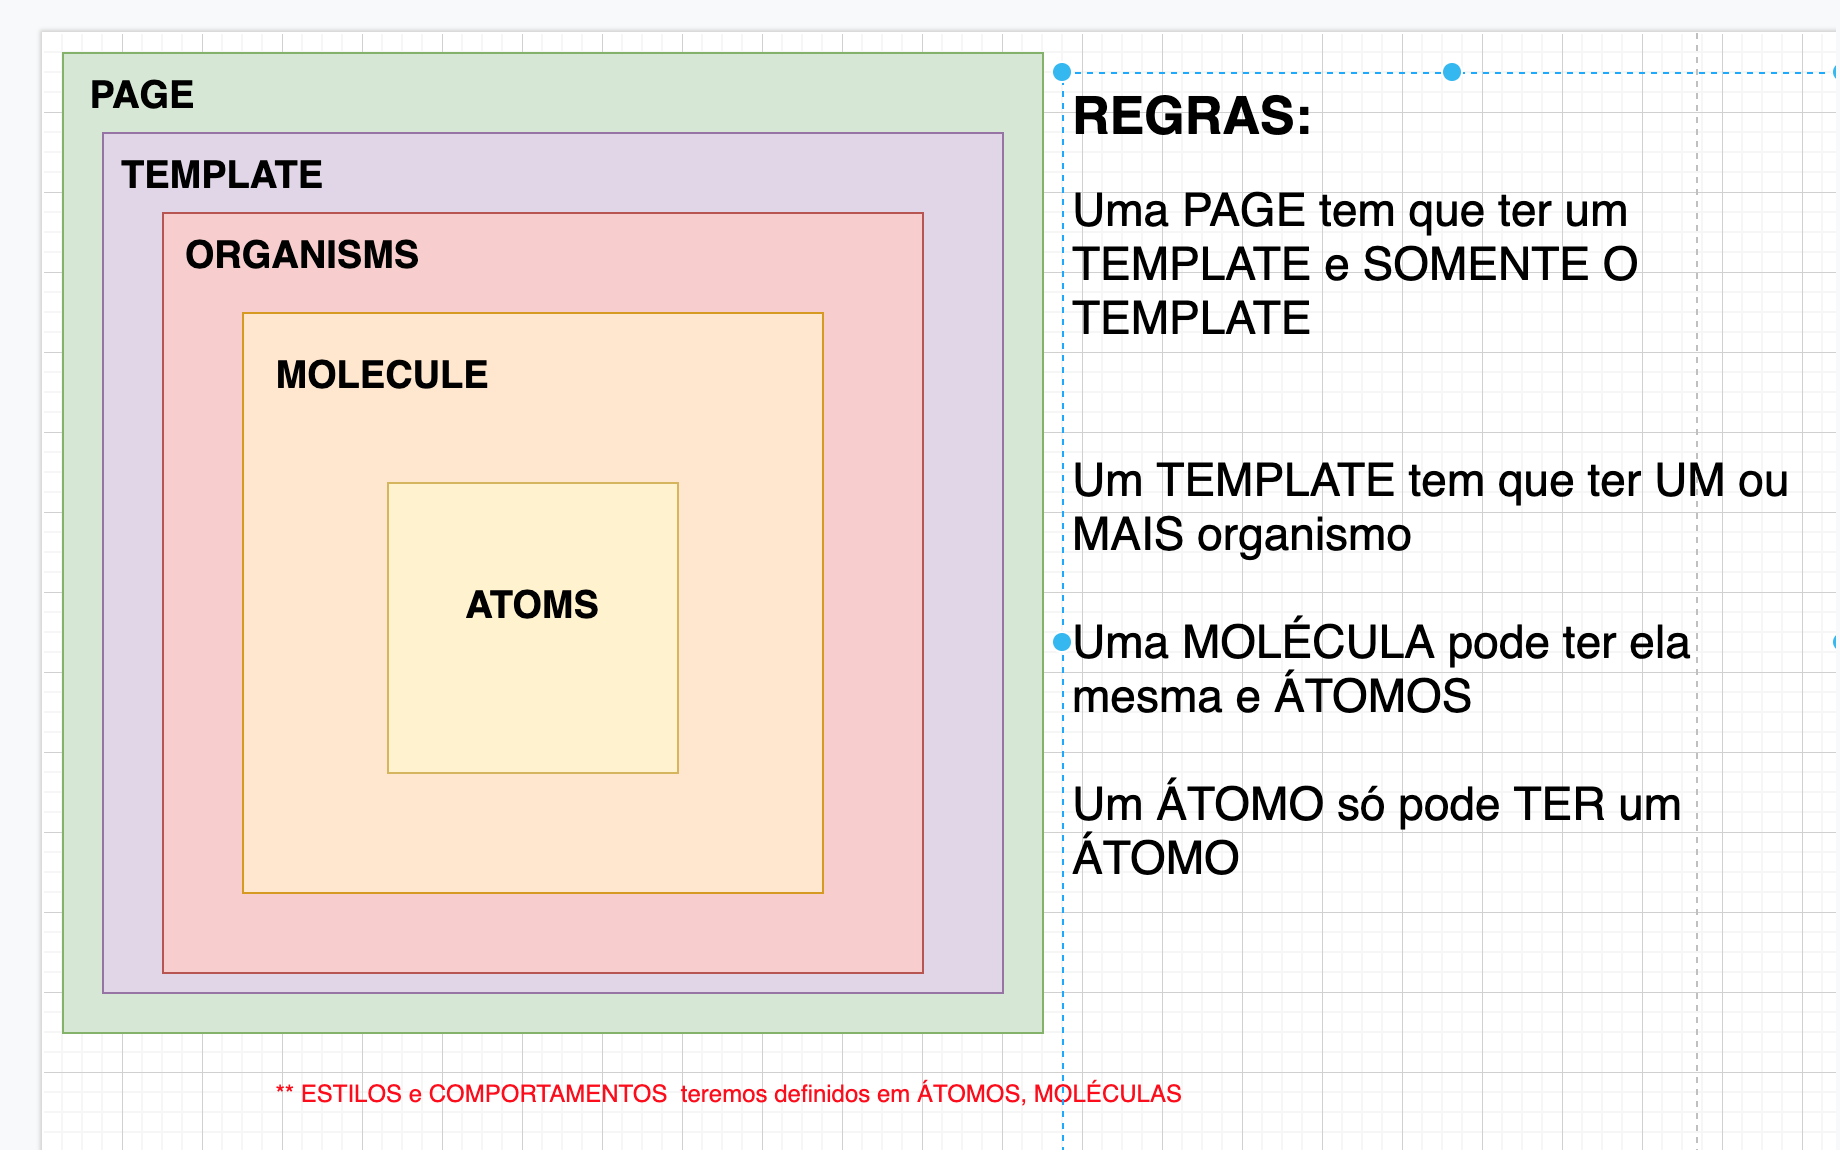 PAGE
TEMPLATE
ORGANISMS
MOLECULE
ATOMS
REGRAS:
Uma PAGE tem que ter um
TEMPLATE e SOMENTE O
TEMPLATE
Um TEMPLATE tem que ter UM ou
MAIS organismo
Uma MOLÉCULA pode ter ela
mesma e ÁTOMOS
Um ÁTOMO só pode TER um
ÁTOMO
** ESTILOS e COMPORTAMENTOS  teremos definidos em ÁTOMOS, MOLÉCULAS